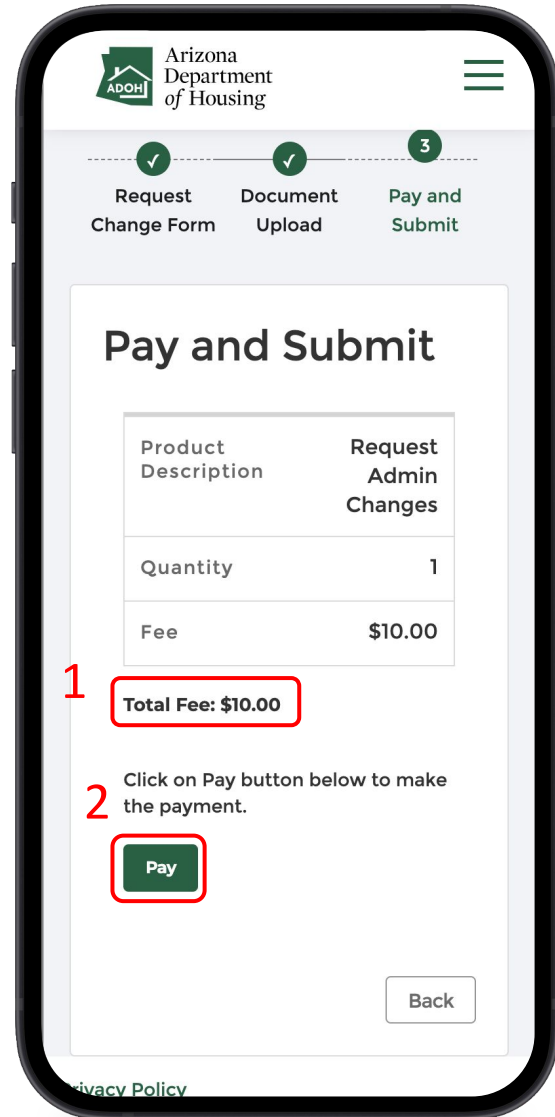 Arizona
Department
of Housing
ADOH
3
Request
Change Form
Document
Upload
Pay and
Submit
Pay and Submit
Product
Description
Request
Admin
Changes
Quantity
1
Fee
$10.00
1
Total Fee: $10.00
Click on Pay button below to make
the payment.
2
Pay
Back
rivacy Policy